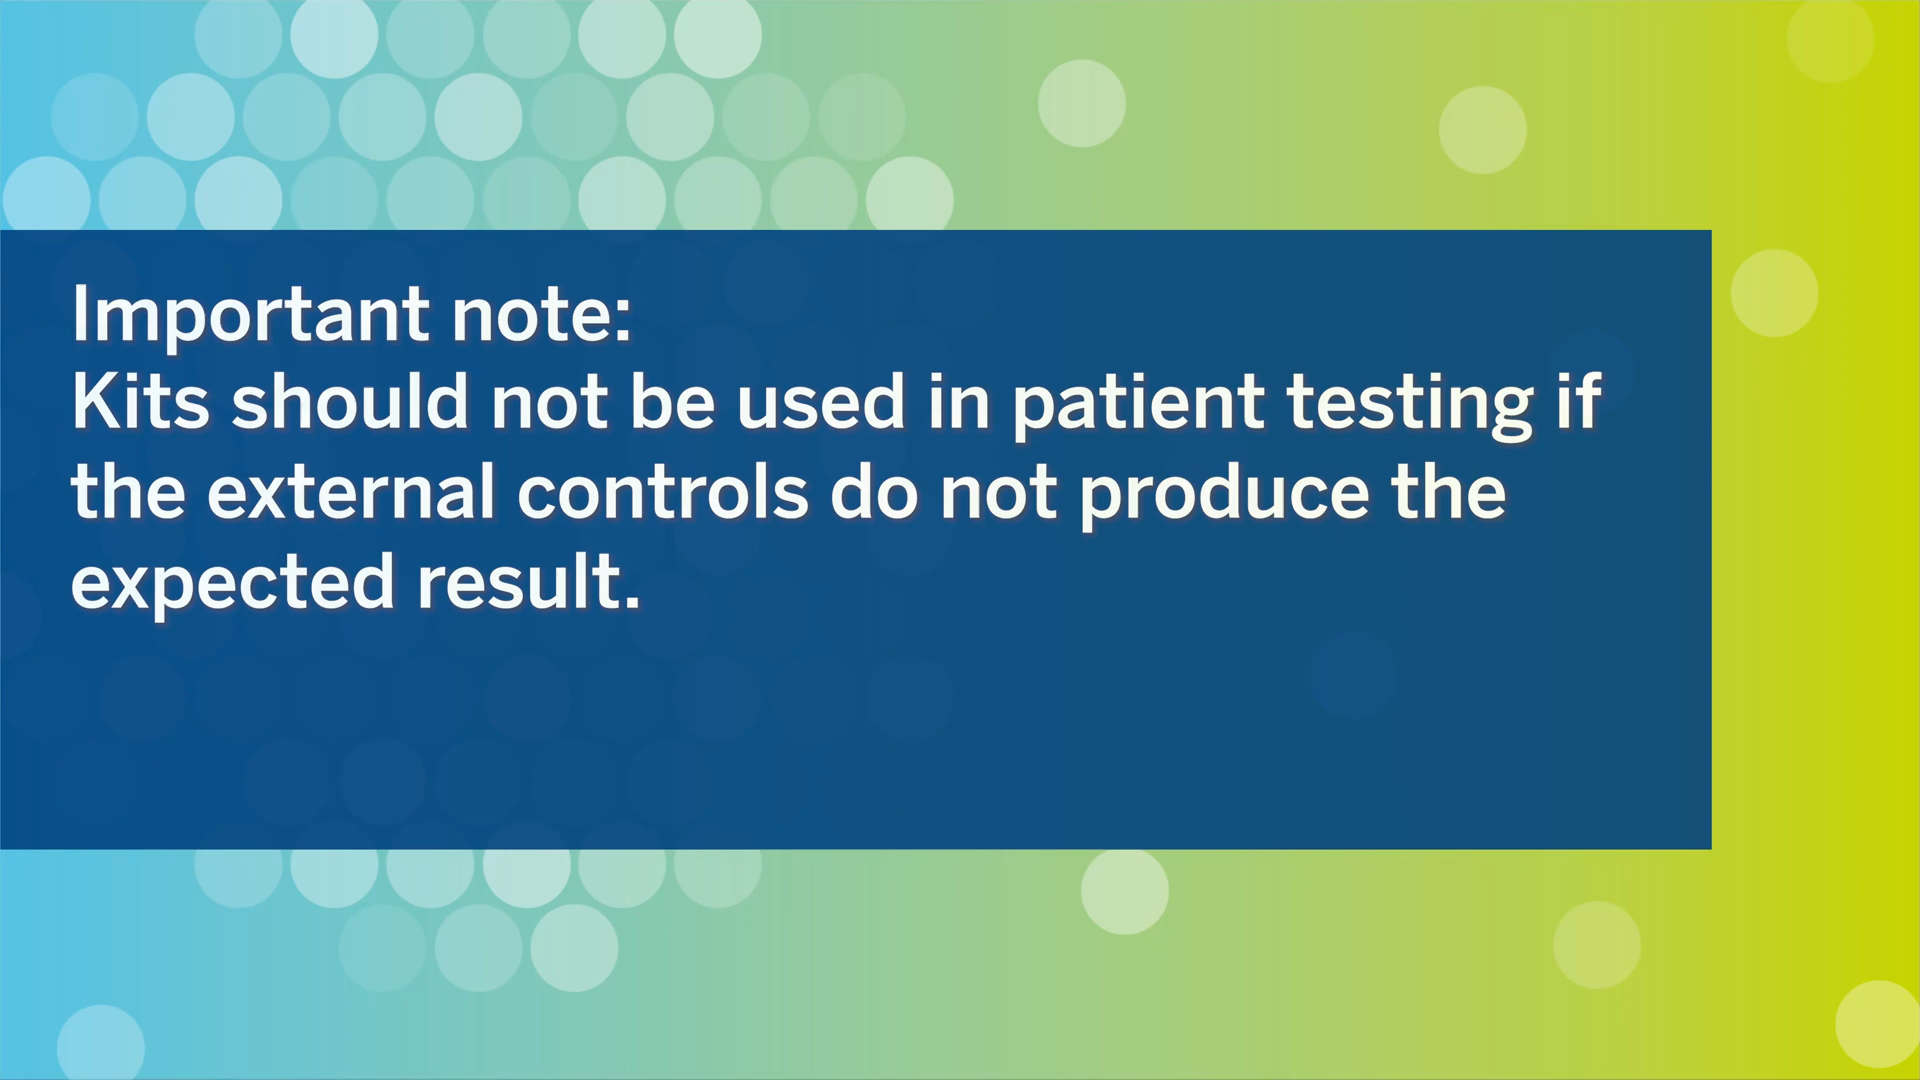 Important note:
Kits should not be used in patient testing if
the external controls do not produce the
expected result.